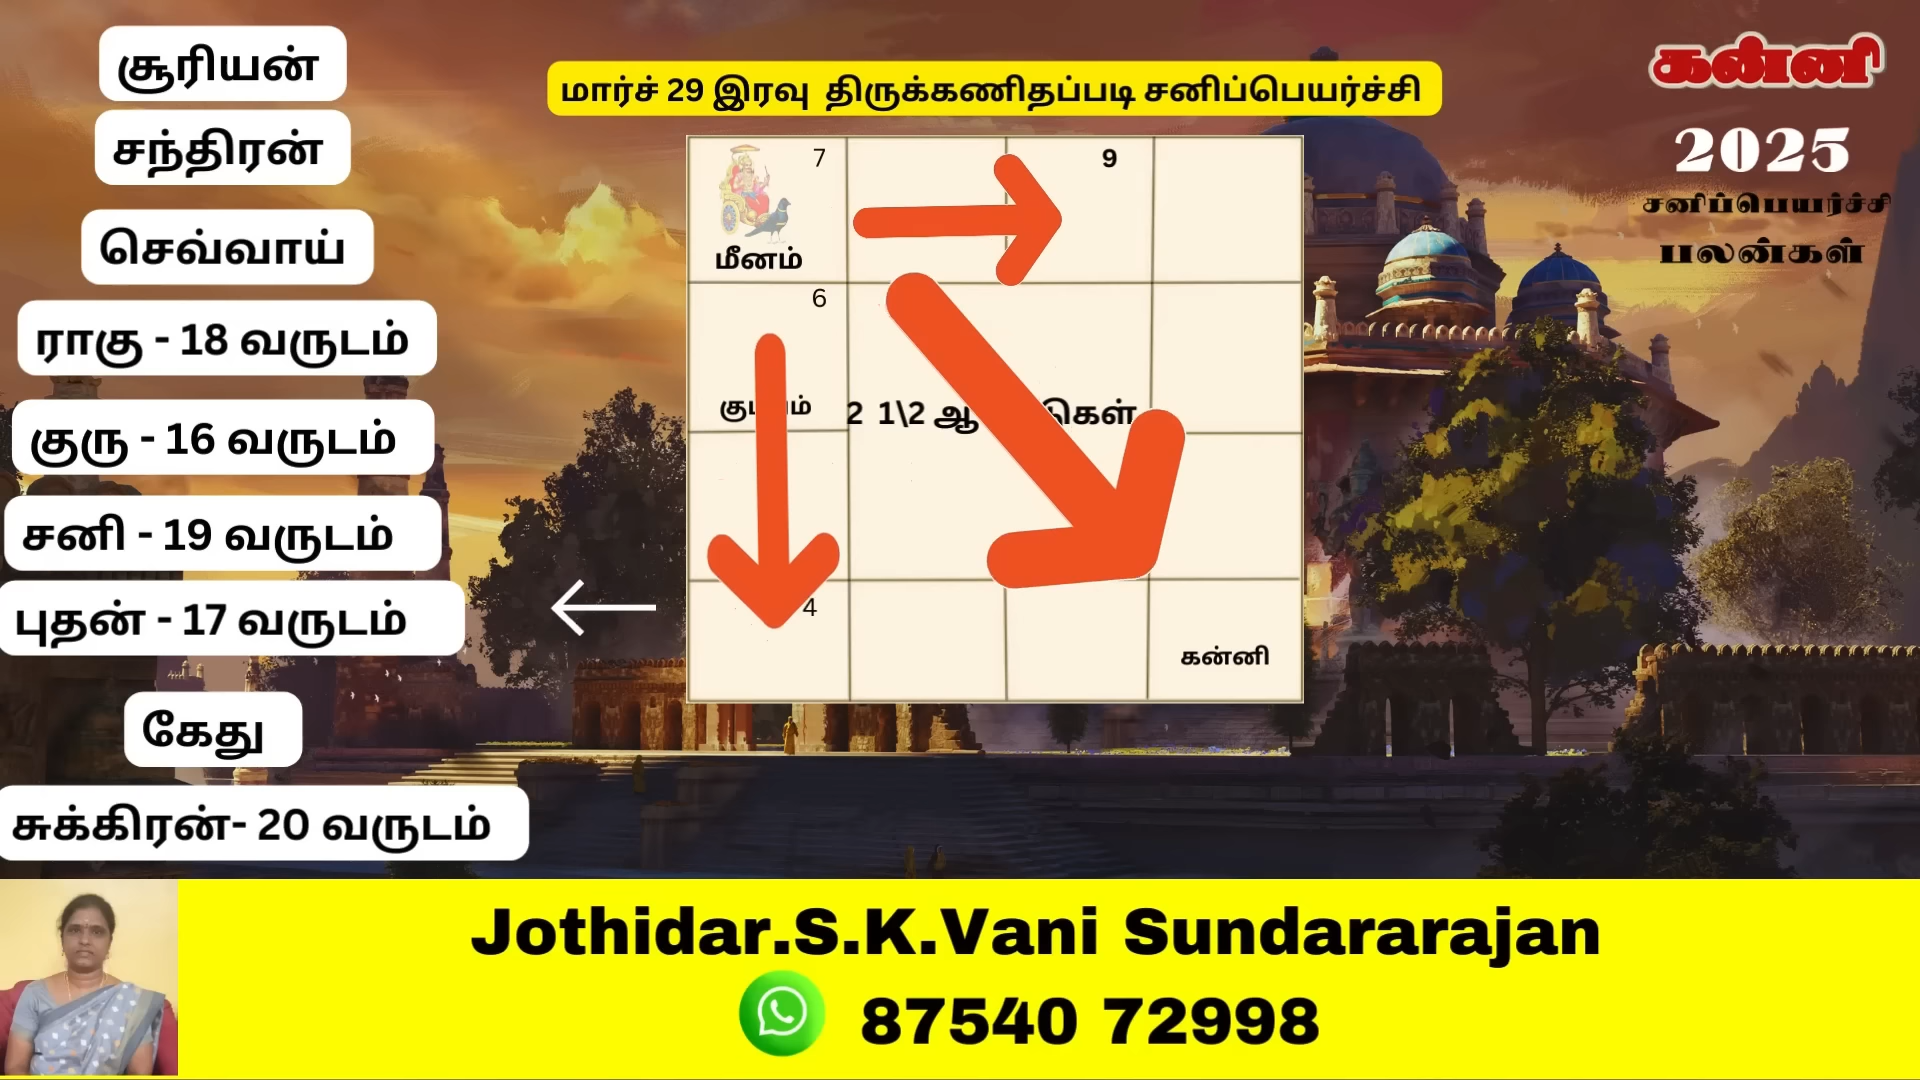 சூரியன்
சந்திரன்
செவ்வாய்
ராகு - 18 வருடம்
குரு - 16 வருடம்
சனி - 19 வருடம்
புதன் - 17 வருடம்
கேது
சுக்கிரன்- 20 வருடம்
மார்ச் 29 இரவு திருக்கணிதப்படி சனிப்பெயர்ச்சி
7
9
மீனம்
6
2 1\2
4
கன்னி
கன்னி
2025
சனிப்பெயர்ச்சி
பலன்கள்
Jothidar.S.K.Vani Sundararajan
87540 72998